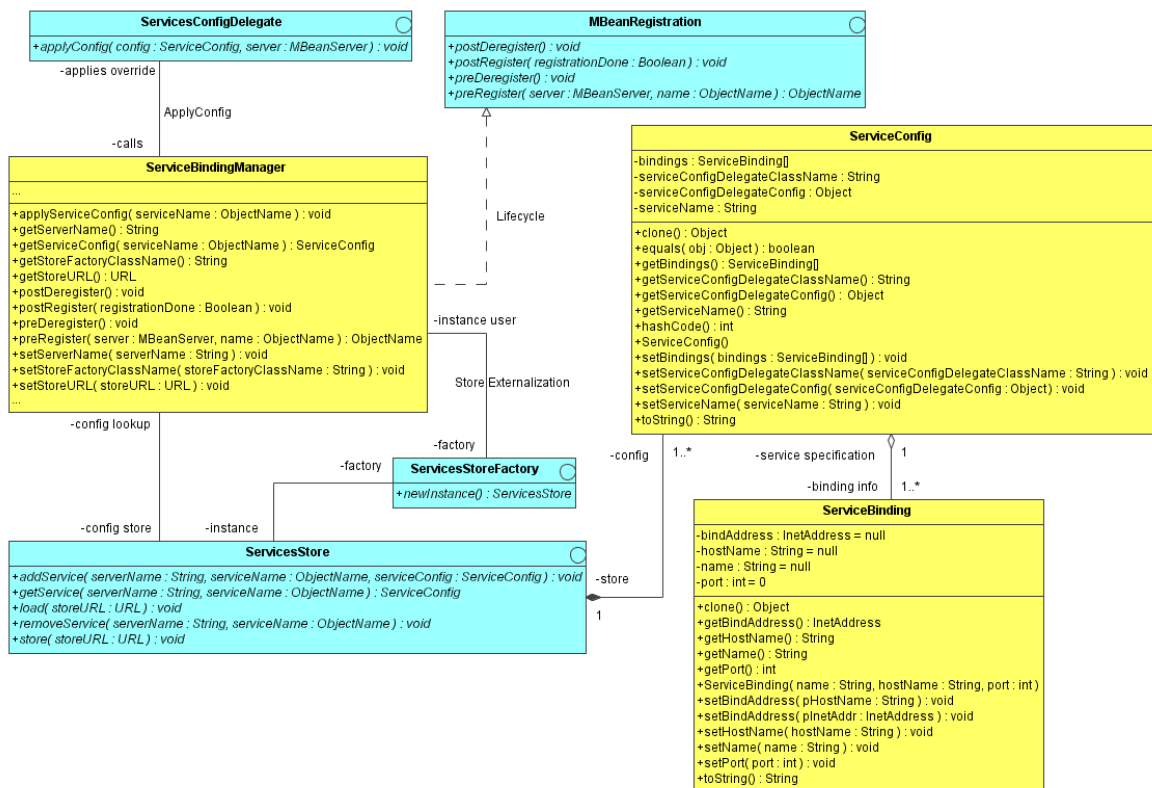 ServicesConfigDelegate
+applyConfig( config : ServiceConfig, server : MBeanServer ) : void
MBeanRegistration
+postDeregister() : void
+postRegister( registrationDone : Boolean ) : void
+preDeregister() : void
+preRegister( server : MBeanServer, name : ObjectName ) : ObjectName
-applies override
ApplyConfig
-calls
ServiceBindingManager
...
+applyServiceConfig( serviceName : ObjectName ) : void
+getServerName() : String
+getServiceConfig( serviceName : ObjectName ) : ServiceConfig
+getStoreFactoryClassName() : String
+getStoreURL() : URL
+postDeregister() : void
+postRegister( registrationDone : Boolean ) : void
+preDeregister() : void
+preRegister( server : MBeanServer, name : ObjectName ) : ObjectName
+setServerName( serverName : String ) : void
+setStoreFactoryClassName( storeFactoryClassName : String ) : void
+setStoreURL( storeURL : URL ) : void
...
Lifecycle
-instance user
Store Externalization
-factory
ServiceConfig
-bindings : ServiceBinding[]
-serviceConfigDelegateClassName : String
-serviceConfigDelegateConfig : Object
-serviceName : String
+clone() : Object
+equals( obj : Object ) : boolean
+getBindings() : ServiceBinding[]
+getServiceConfigDelegateClassName() : String
+getServiceConfigDelegateConfig() : Object
+getServiceName() : String
+hashCode() : int
+ServiceConfig()
+setBindings( bindings : ServiceBinding[] ) : void
+setServiceConfigDelegateClassName( serviceConfigDelegateClassName : String ) : void
+setServiceConfigDelegateConfig( serviceConfigDelegateConfig : Object ) : void
+setServiceName( serviceName : String ) : void
+toString() : String
-config lookup
-config store
-factory
-instance
ServicesStoreFactory
+newInstance() : ServicesStore
-config
1..*
-service specification
1
-binding info
1..*
ServicesStore
+addService( serverName : String, serviceName : ObjectName, serviceConfig : ServiceConfig ) : void
+getService( serverName : String, serviceName : ObjectName ) : ServiceConfig
+load( storeURL : URL ) : void
+removeService( serverName : String, serviceName : ObjectName ) : void
+store( storeURL : URL ) : void
-store
1
ServiceBinding
-bindAddress : InetAddress = null
-hostName : String = null
-name : String = null
-port : int = 0
+clone() : Object
+getBindAddress() : InetAddress
+getHostName() : String
+getName() : String
+getPort() : int
+ServiceBinding( name : String, hostName : String, port : int )
+setBindAddress( pHostName : String ) : void
+setBindAddress( pInetAddr : InetAddress ) : void
+setHostName( hostName : String ) : void
+setName( name : String ) : void
+setPort( port : int ) : void
+toString() : String